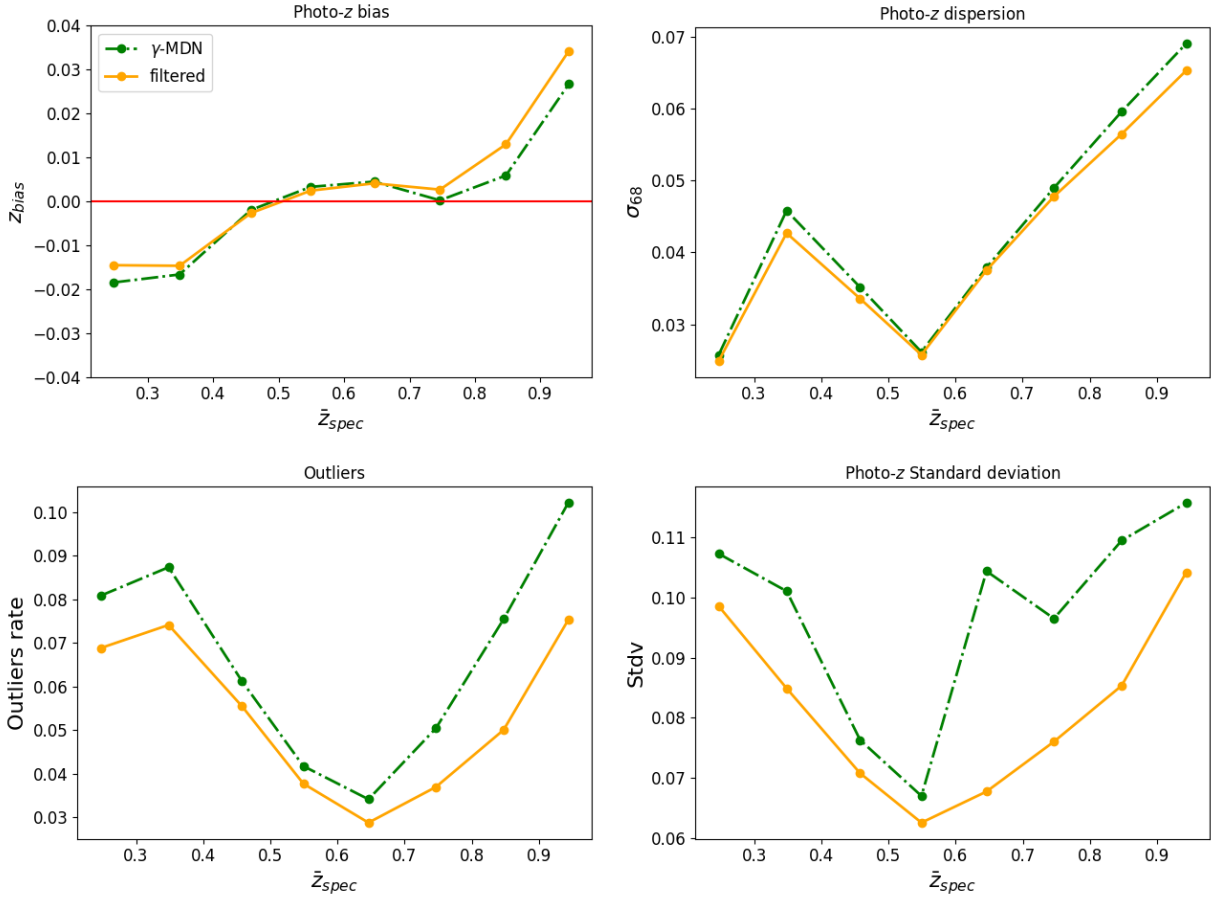 Photo-z bias
γ-MDN
filtered
0.04
0.03
0.02
0.01
0.00
−0.01
−0.02
−0.03
−0.04
z_bias
0.3 0.4 0.5 0.6 0.7 0.8 0.9
z̄_spec
Photo-z dispersion
0.07
0.06
0.05
0.04
0.03
σ_68
0.3 0.4 0.5 0.6 0.7 0.8 0.9
z̄_spec
Outliers
0.10
0.09
0.08
0.07
0.06
0.05
0.04
0.03
Outliers rate
0.3 0.4 0.5 0.6 0.7 0.8 0.9
z̄_spec
Photo-z Standard deviation
0.11
0.10
0.09
0.08
0.07
0.06
Stdv
0.3 0.4 0.5 0.6 0.7 0.8 0.9
z̄_spec